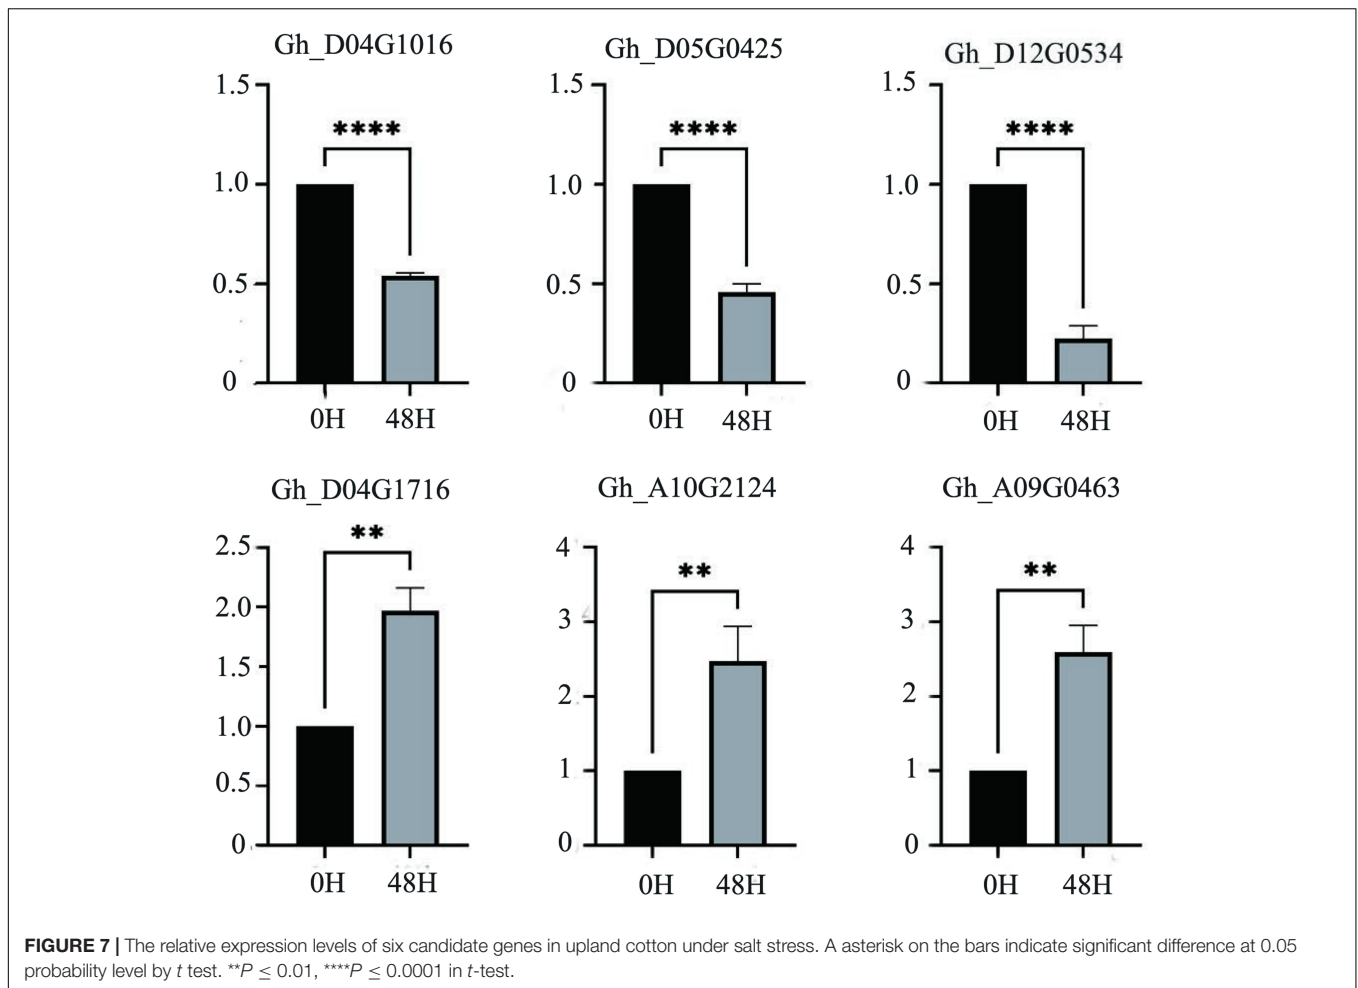 Gh_D04G1016
Gh_D05G0425
Gh_D12G0534
1.5
1.0
0.5
0
****
0H
48H
1.5
1.0
0.5
0
****
0H
48H
1.5
1.0
0.5
0
****
0H
48H
Gh_D04G1716
Gh_A10G2124
Gh_A09G0463
2.5
2.0
1.5
1.0
0.5
0
**
0H
48H
4
3
2
1
0
**
0H
48H
4
3
2
1
0
**
0H
48H
FIGURE 7 | The relative expression levels of six candidate genes in upland cotton under salt stress. A asterisk on the bars indicate significant difference at 0.05
probability level by t test. **P ≤ 0.01, ****P ≤ 0.0001 in t-test.